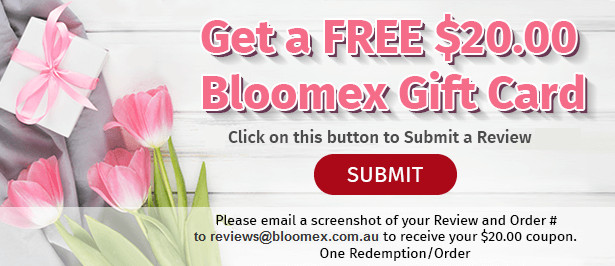 Get a FREE $20.00
Bloomex Gift Card
Click on this button to Submit a Review
SUBMIT
Please email a screenshot of your Review and Order #
to reviews@bloomex.com.au to receive your $20.00 coupon.
One Redemption/Order